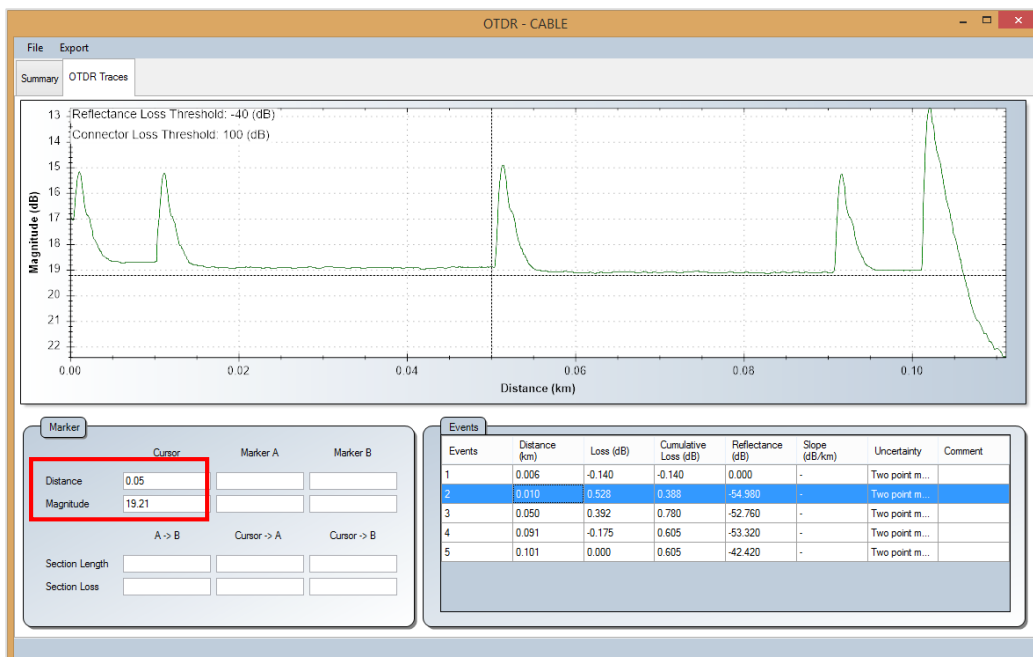 OTDR - CABLE
File Export
Summary OTDR Traces
Reflectance Loss Threshold: -40 (dB)
Connector Loss Threshold: 100 (dB)
Magnitude (dB)
13
14
15
16
17
18
19
20
21
22
0.00 0.02 0.04 0.06 0.08 0.10
Distance (km)
Marker
Cursor Marker A Marker B
Distance 0.05
Magnitude 19.21
A -> B Cursor -> A Cursor -> B
Section Length
Section Loss
Events
Events Distance (km) Loss (dB) Cumulative Loss (dB) Reflectance (dB) Slope (dB/km) Uncertainty Comment
1 0.006 -0.140 -0.140 0.000 - Two point m...
2 0.010 0.528 0.388 -54.980 - Two point m...
3 0.050 0.392 0.780 -52.760 - Two point m...
4 0.091 -0.175 0.605 -53.320 - Two point m...
5 0.101 0.000 0.605 -42.420 - Two point m...